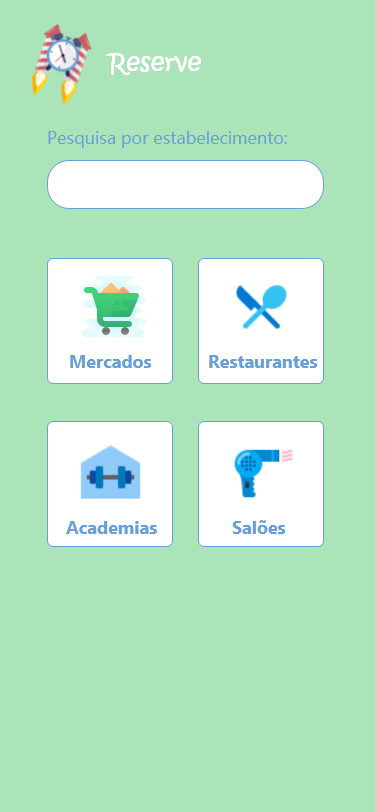 Reserve
Pesquisa por estabelecimento:
Mercados
Restaurantes
Academias
Salões